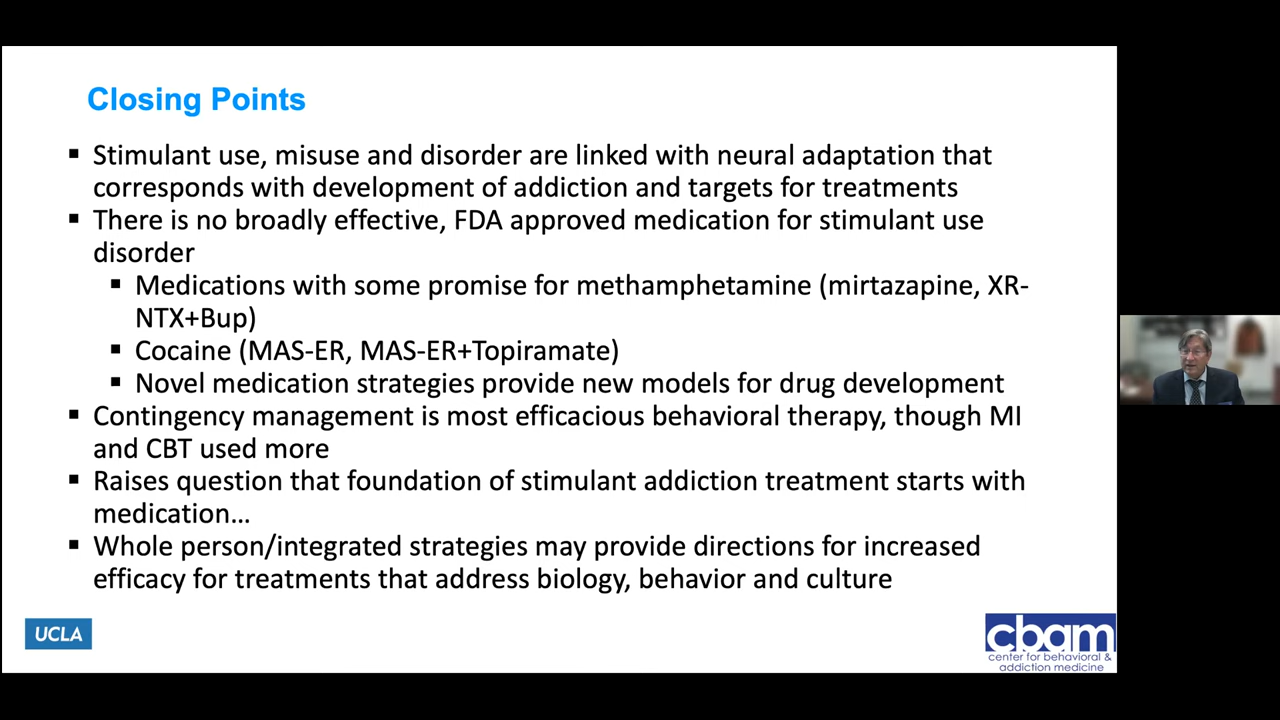 Closing Points
▪ Stimulant use, misuse and disorder are linked with neural adaptation that
corresponds with development of addiction and targets for treatments
▪ There is no broadly effective, FDA approved medication for stimulant use
disorder
▪ Medications with some promise for methamphetamine (mirtazapine, XR-
NTX+Bup)
▪ Cocaine (MAS-ER, MAS-ER+Topiramate)
▪ Novel medication strategies provide new models for drug development
▪ Contingency management is most efficacious behavioral therapy, though MI
and CBT used more
▪ Raises question that foundation of stimulant addiction treatment starts with
medication…
▪ Whole person/integrated strategies may provide directions for increased
efficacy for treatments that address biology, behavior and culture
UCLA
cbam
center for behavioral &
addiction medicine